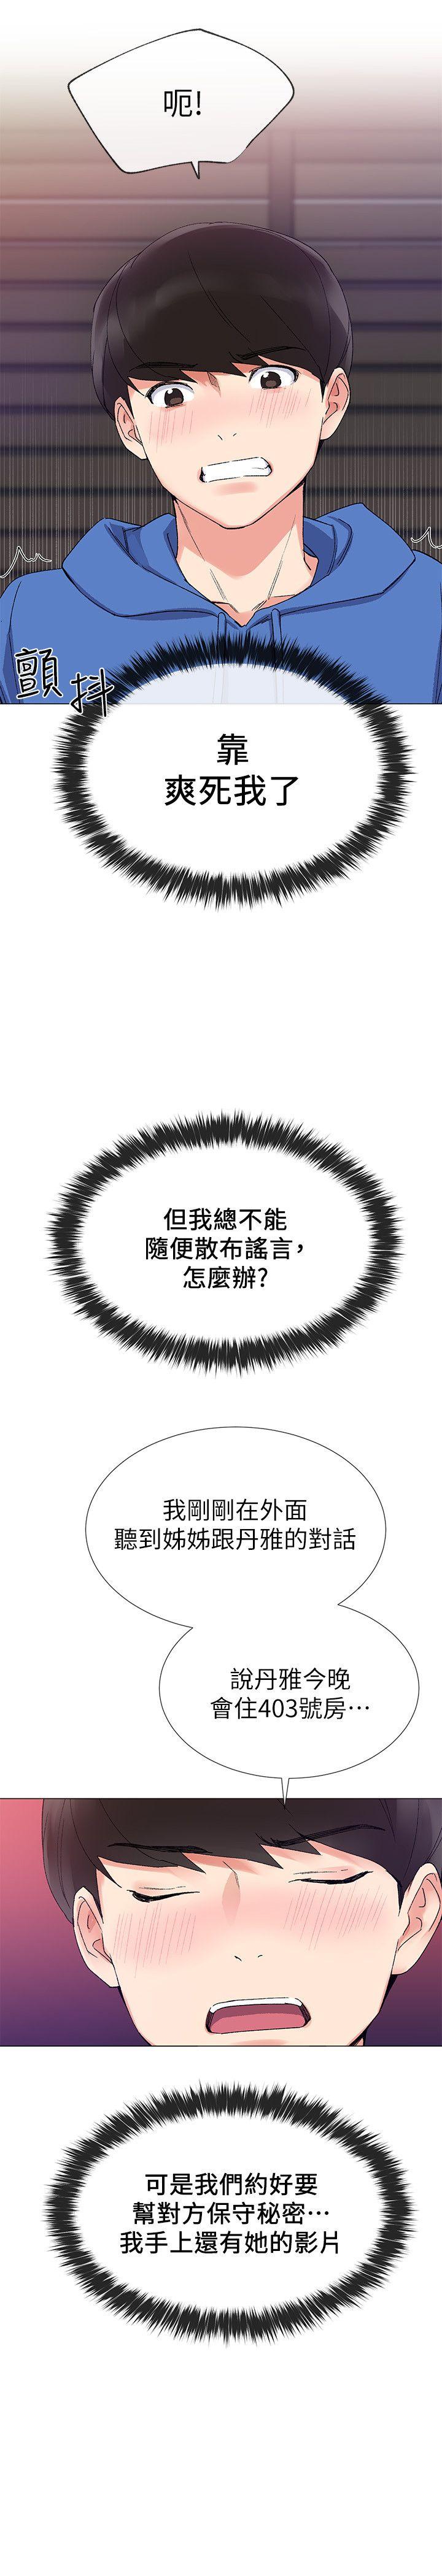 呃!
顫抖
靠
爽死我了
但我總不能
隨便散布謠言，
怎麼辦?
我剛剛在外面
聽到姊姊跟丹雅的對話
說丹雅今晚
會住403號房⋯
可是我們約好要
幫對方保守秘密⋯
我手上還有她的影片